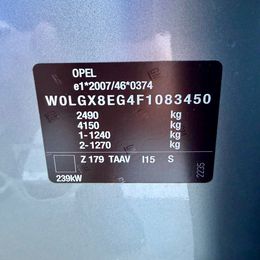 OPEL
e1*2007/46*0374
W0LGX8EG4F1083450
2490 kg
4150 kg
1-1240 kg
2-1270 kg
Z 179 TAAV I15 S
239kW
2235